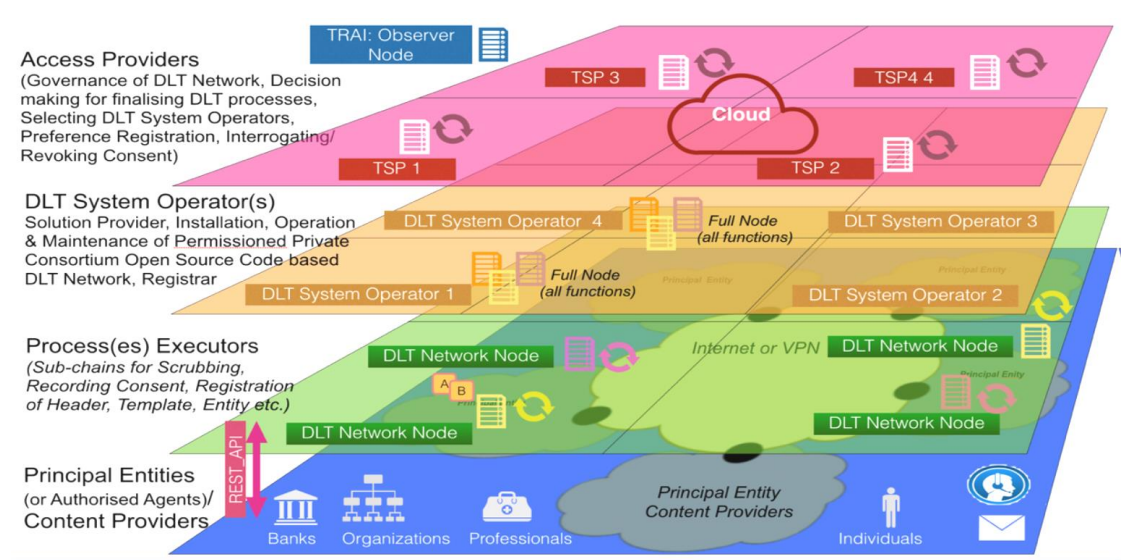 TRAI: Observer
Node
Access Providers
(Governance of DLT Network, Decision
making for finalising DLT processes,
Selecting DLT System Operators,
Preference Registration, Interrogating/
Revoking Consent)
TSP 3
TSP4 4
Cloud
TSP 1
TSP 2
DLT System Operator(s)
Solution Provider, Installation, Operation
& Maintenance of Permissioned Private
Consortium Open Source Code based
DLT Network, Registrar
DLT System Operator 4
Full Node
(all functions)
DLT System Operator 3
DLT System Operator 1
Full Node
(all functions)
Principal Entity
Principal Entity
DLT System Operator 2
Process(es) Executors
(Sub-chains for Scrubbing,
Recording Consent, Registration
of Header, Template, Entity etc.)
DLT Network Node
Internet or VPN
DLT Network Node
A
B
Principal Enity
DLT Network Node
DLT Network Node
REST_API
Principal Entities
(or Authorised Agents)/
Content Providers
Principal Entity
Content Providers
Banks
Organizations
Professionals
Individuals